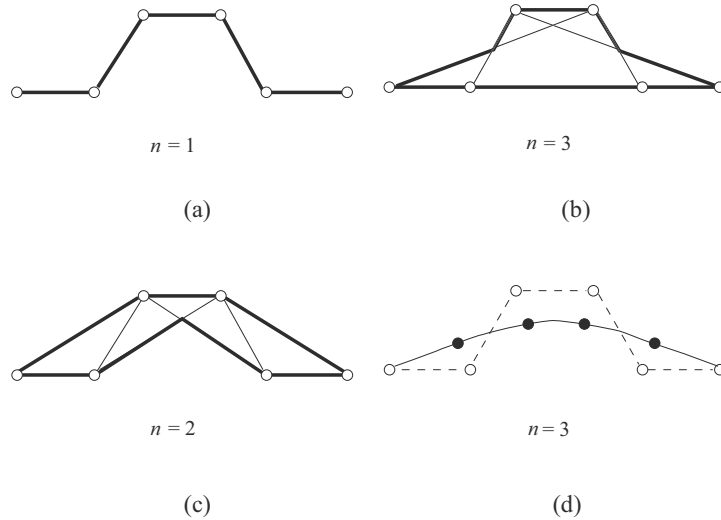 n = 1
(a)
n = 3
(b)
n = 2
(c)
n = 3
(d)